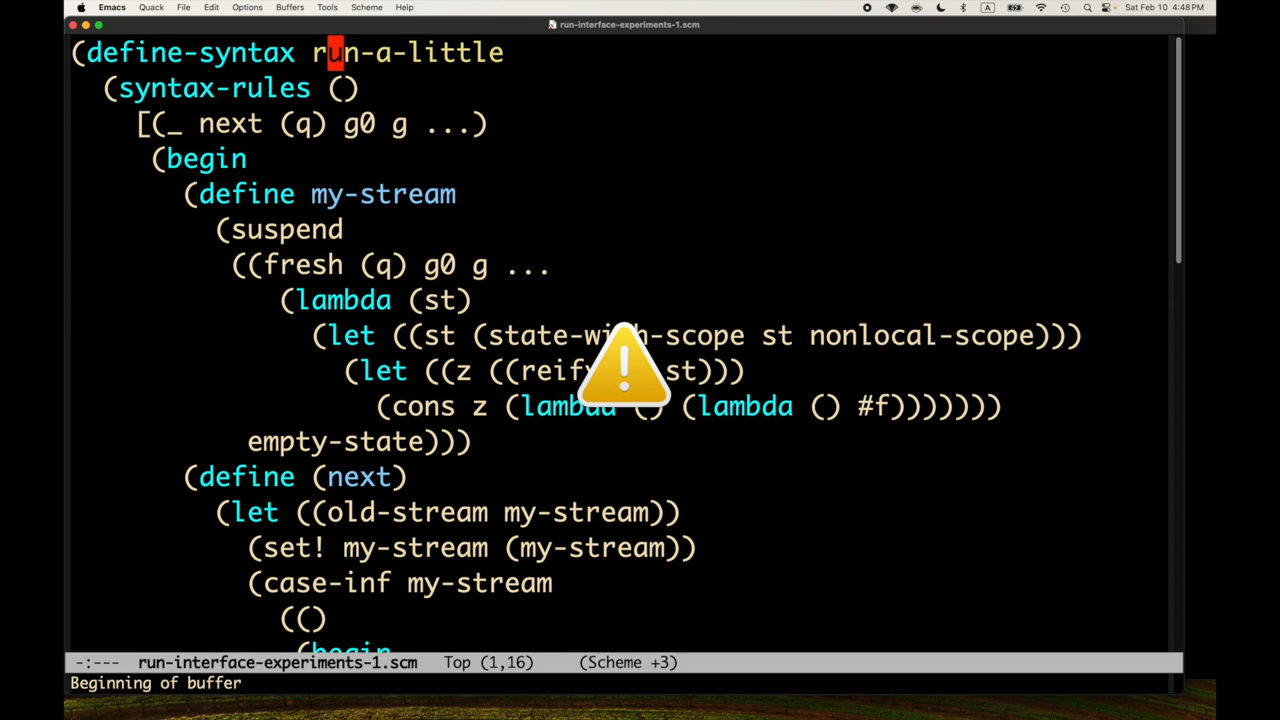 Emacs Quack File Edit Options Buffers Tools Scheme Help A Sat Feb 10 4:48 PM
run-interface-experiments-1.scm
(define-syntax run-a-little
(syntax-rules ()
[(_ next (q) g0 g ...)
(begin
(define my-stream
(suspend
((fresh (q) g0 g ...
(lambda (st)
(let ((st (state-with-scope st nonlocal-scope)))
(let ((z ((reify st)))
(cons z (lambda () (lambda () #f)))))))
empty-state)))
(define (next)
(let ((old-stream my-stream))
(set! my-stream (my-stream))
(case-inf my-stream
(()
(begin
-:--- run-interface-experiments-1.scm Top (1,16) (Scheme +3)
Beginning of buffer